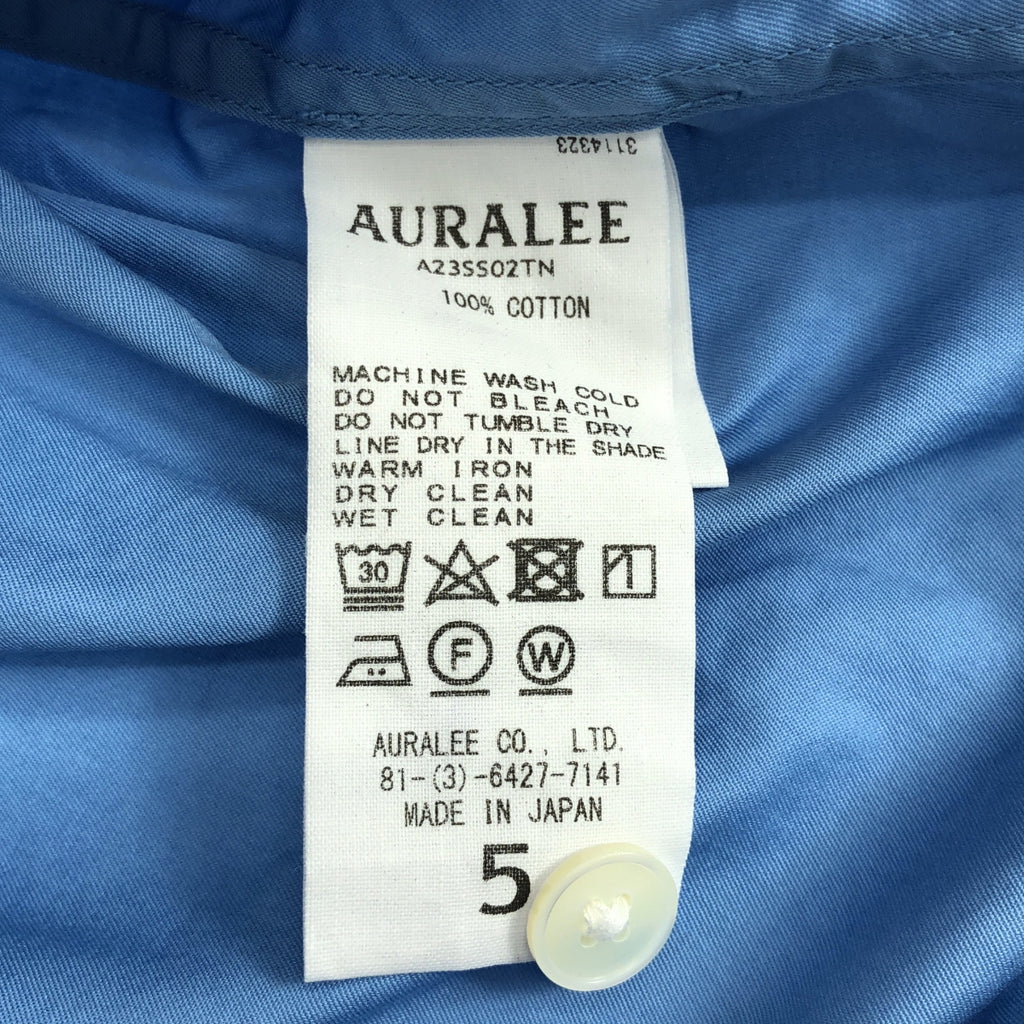 3114323
AURALEE
A23SS02TN
100% COTTON
MACHINE WASH COLD
DO NOT BLEACH
DO NOT TUMBLE DRY
LINE DRY IN THE SHADE
WARM IRON
DRY CLEAN
WET CLEAN
30
F W
AURALEE CO., LTD.
81-(3)-6427-7141
MADE IN JAPAN
5